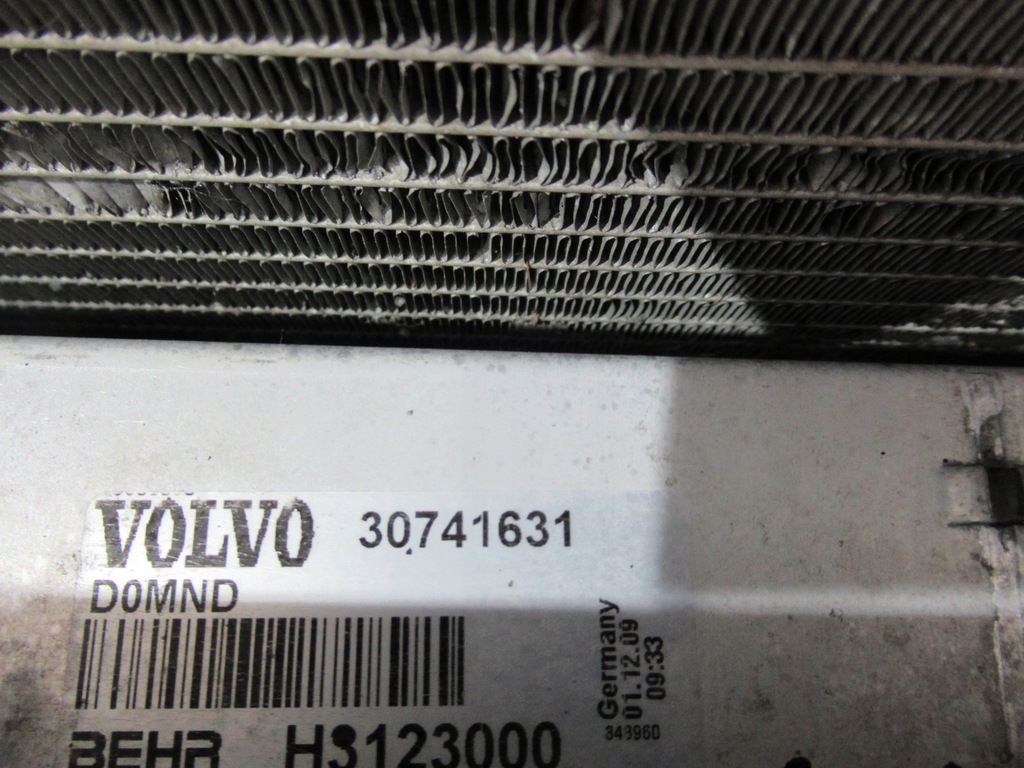 VOLVO 30741631
D0MND
BEHR H3123000
Germany
01.12.09
09:33
343960